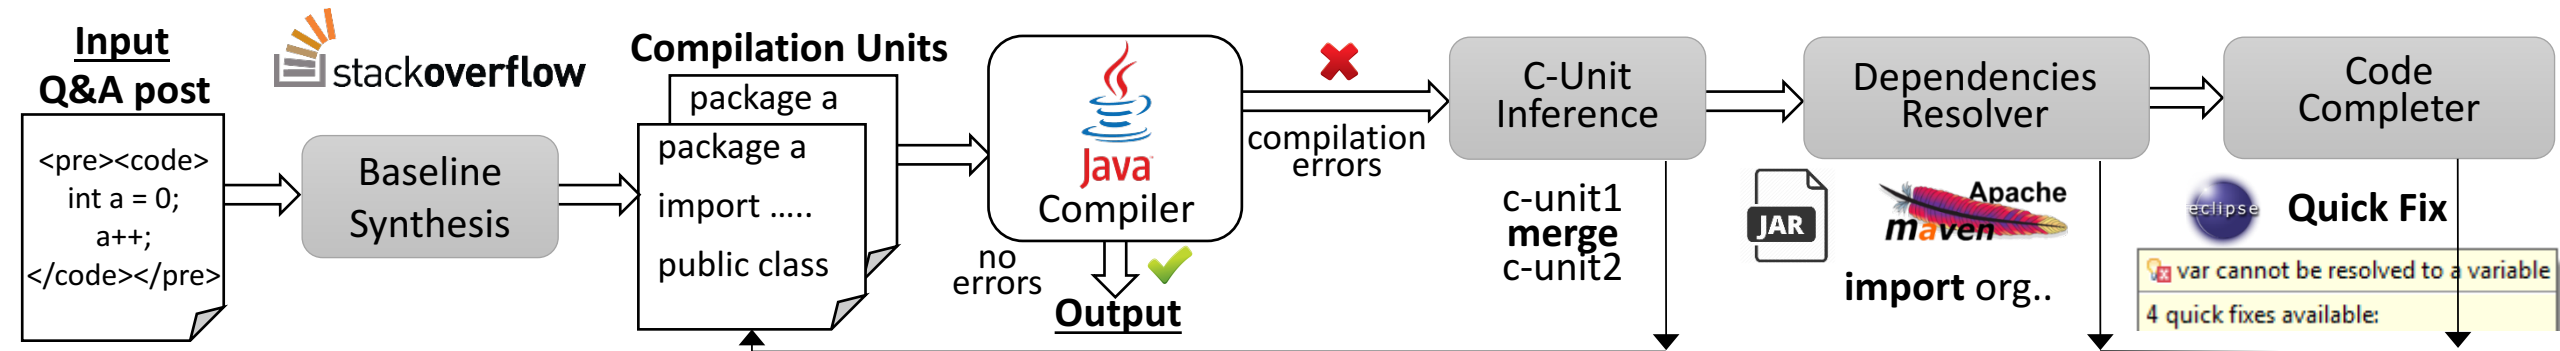 Input
Q&A post
<pre><code>
int a = 0;
a++;
</code></pre>
stackoverflow
Baseline
Synthesis
Compilation Units
package a
package a
import .....
public class
Java
Compiler
no
errors
Output
compilation
errors
C-Unit
Inference
c-unit1
merge
c-unit2
Dependencies
Resolver
JAR
Apache
maven
import org..
Code
Completer
eclipse
Quick Fix
var cannot be resolved to a variable
4 quick fixes available: